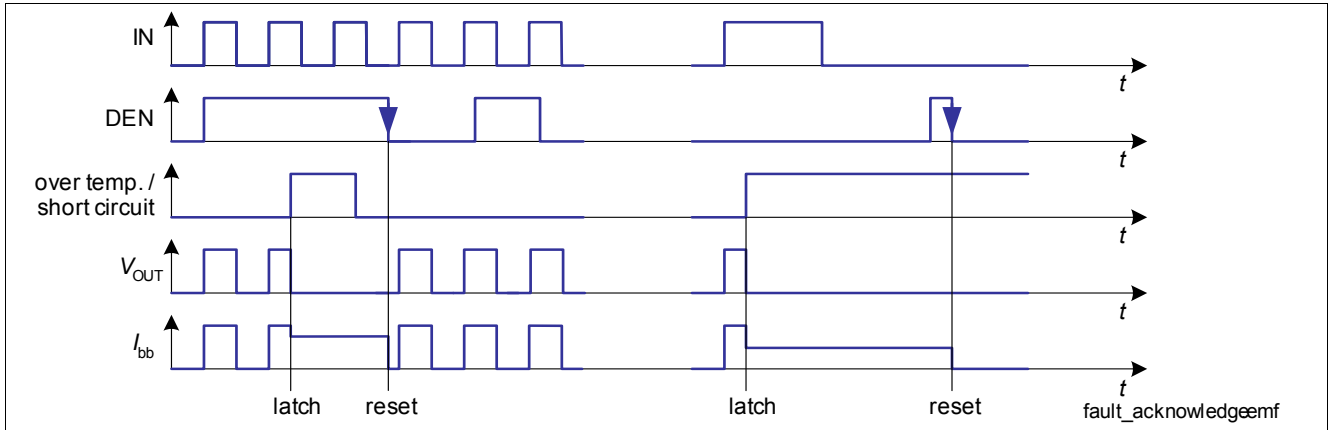 IN
t
DEN
t
over temp. /
short circuit
t
VOUT
t
Ibb
t
latch
reset
latch
reset
fault_acknowledgeemf